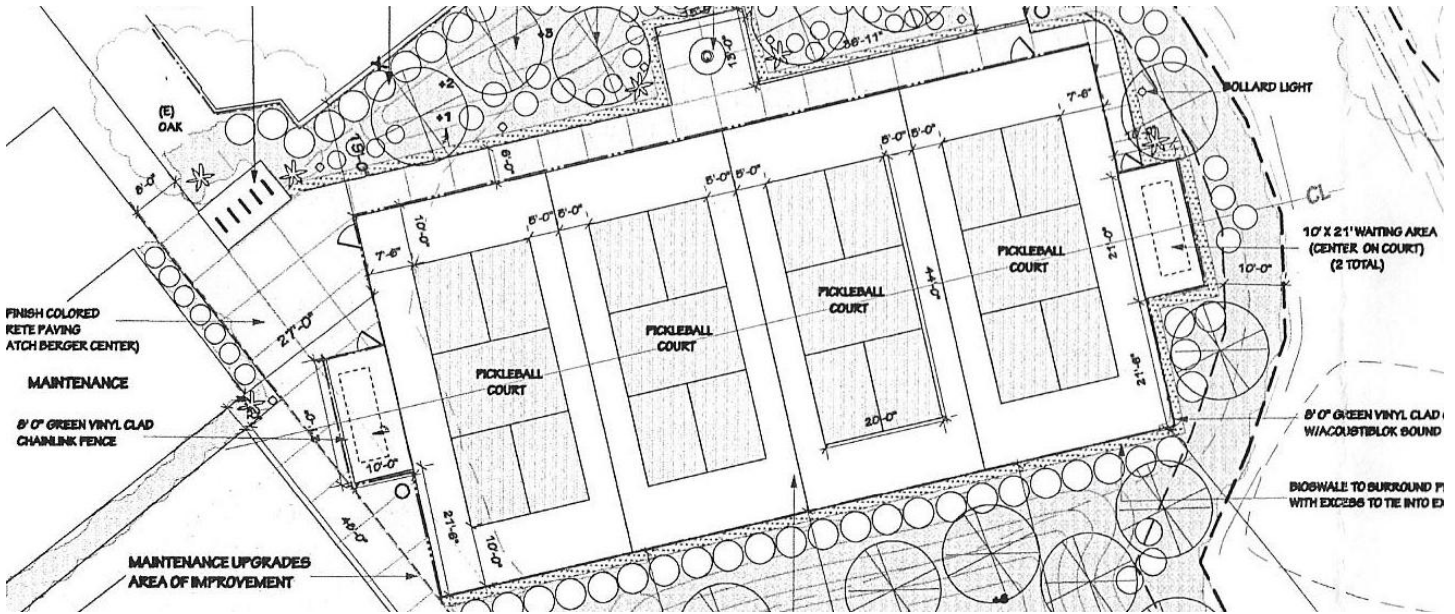 +3
36'-11"
+2
(E)
OAK
+1
BOLLARD LIGHT
7'-6"
6'-0"
5'-0" 5'-0"
5'-0"
5'-0" 5'-0"
5'-0" 5'-0"
10'-0"
7'-6"
CL
10' X 21' WAITING AREA
(CENTER ON COURT)
(2 TOTAL)
21'-0"
10'-0"
44'-0"
PICKLEBALL
COURT
PICKLEBALL
COURT
PICKLEBALL
COURT
PICKLEBALL
COURT
FINISH COLORED
RETE PAVING
ATCH BERGER CENTER)
27'-0"
MAINTENANCE
8' 0" GREEN VINYL CLAD
CHAINLINK FENCE
21'-0"
10'-0"
20'-0"
21'-6"
8' 0" GREEN VINYL CLAD
W/ACOUSTIBLOK SOUND
BIOSWALE TO SURROUND
WITH EXCESS TO TIE INTO
21'-6"
45'-0"
10'-0"
MAINTENANCE UPGRADES
AREA OF IMPROVEMENT